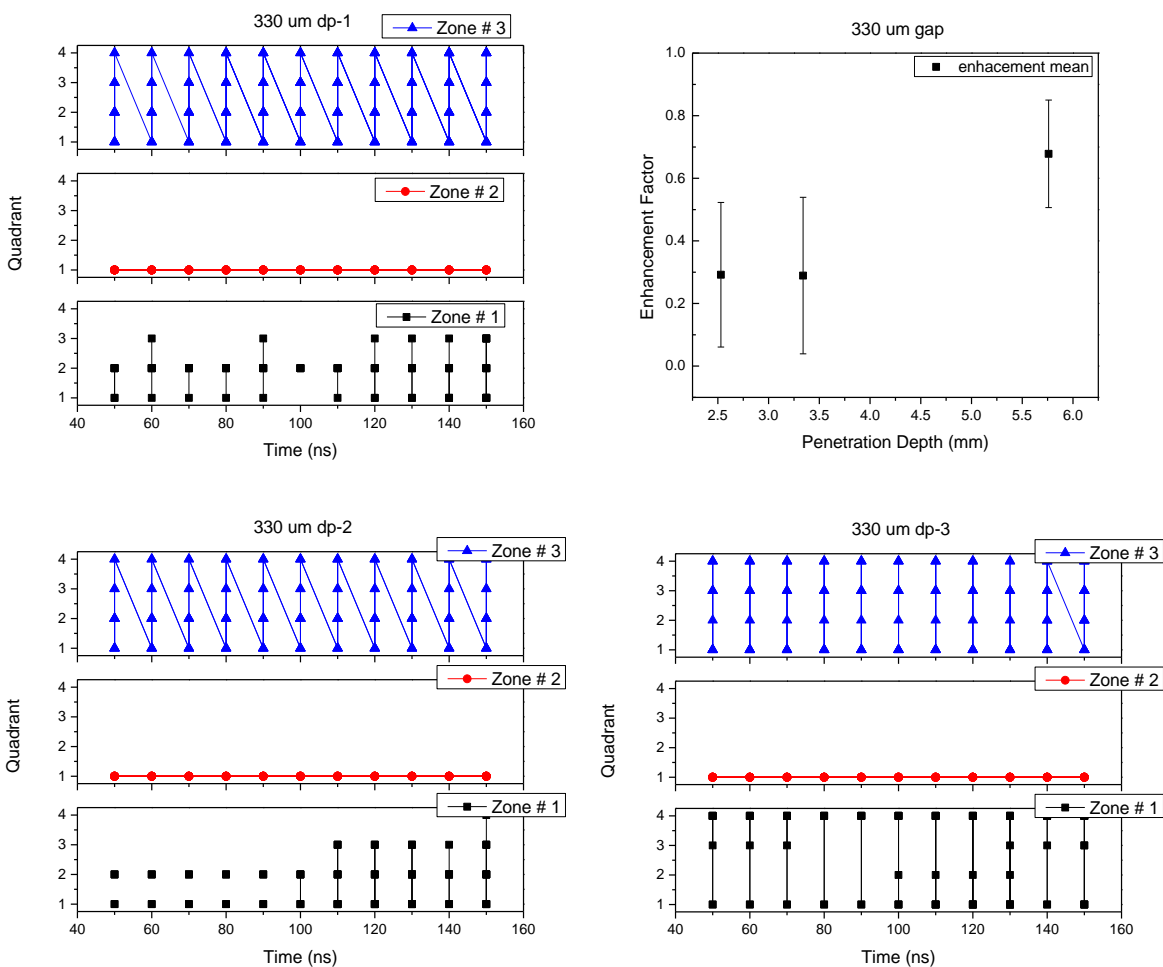 330 um dp-1
Zone # 3
4
3
2
1
Zone # 2
4
3
2
1
Zone # 1
4
3
2
1
40 60 80 100 120 140 160
Time (ns)
Quadrant
330 um gap
enhacement mean
1.0
0.8
0.6
0.4
0.2
0.0
2.5 3.0 3.5 4.0 4.5 5.0 5.5 6.0
Penetration Depth (mm)
Enhancement Factor
330 um dp-2
Zone # 3
4
3
2
1
Zone # 2
4
3
2
1
Zone # 1
4
3
2
1
40 60 80 100 120 140 160
Time (ns)
Quadrant
330 um dp-3
Zone # 3
4
3
2
1
Zone # 2
4
3
2
1
Zone # 1
4
3
2
1
40 60 80 100 120 140 160
Time (ns)
Quadrant